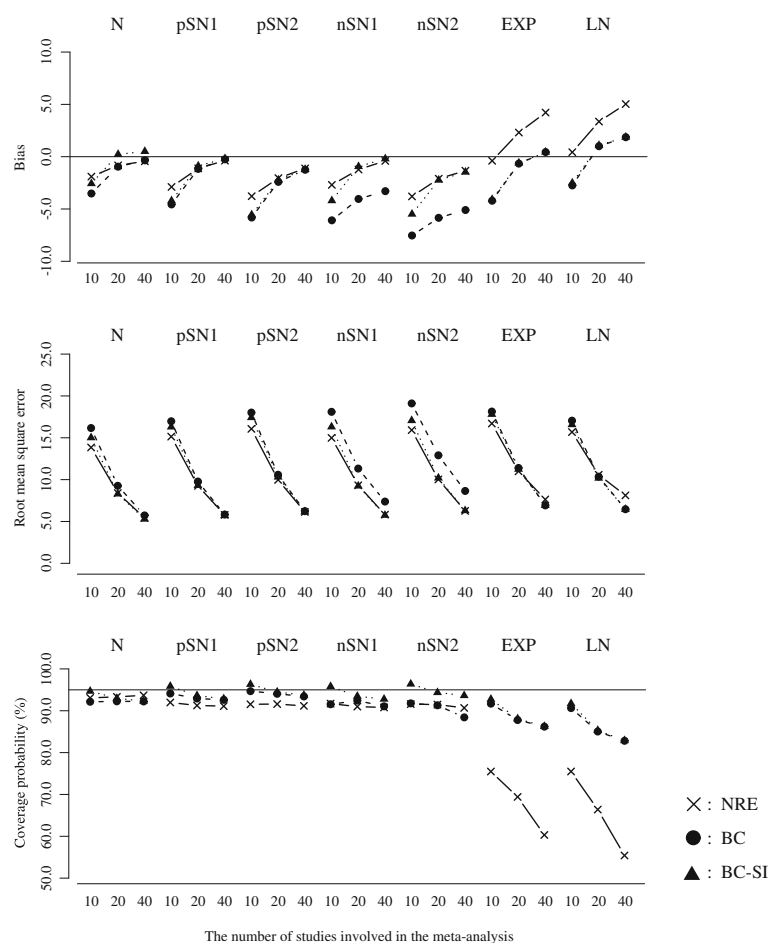 N pSN1 pSN2 nSN1 nSN2 EXP LN
Bias
10.0
5.0
0.0
-5.0
-10.0
10 20 40 10 20 40 10 20 40 10 20 40 10 20 40 10 20 40 10 20 40
N pSN1 pSN2 nSN1 nSN2 EXP LN
Root mean square error
25.0
20.0
15.0
10.0
5.0
0.0
10 20 40 10 20 40 10 20 40 10 20 40 10 20 40 10 20 40 10 20 40
N pSN1 pSN2 nSN1 nSN2 EXP LN
Coverage probability (%)
100.0
90.0
80.0
70.0
60.0
50.0
10 20 40 10 20 40 10 20 40 10 20 40 10 20 40 10 20 40 10 20 40
The number of studies involved in the meta-analysis
: NRE
: BC
: BC-SI